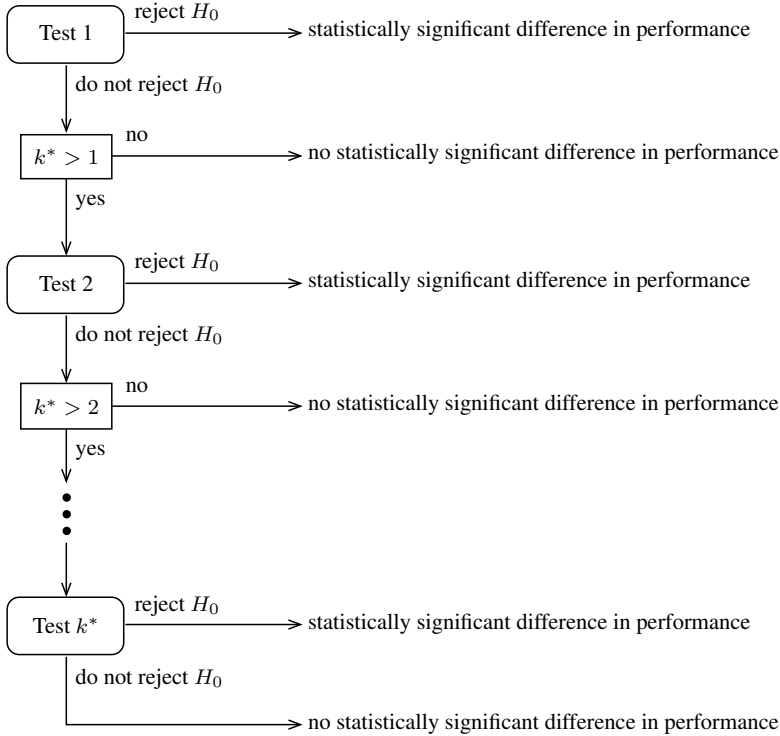 reject H₀
Test 1
statistically significant difference in performance
do not reject H₀
no
k* > 1
no statistically significant difference in performance
yes
reject H₀
Test 2
statistically significant difference in performance
do not reject H₀
no
k* > 2
no statistically significant difference in performance
yes
reject H₀
Test k*
statistically significant difference in performance
do not reject H₀
no statistically significant difference in performance